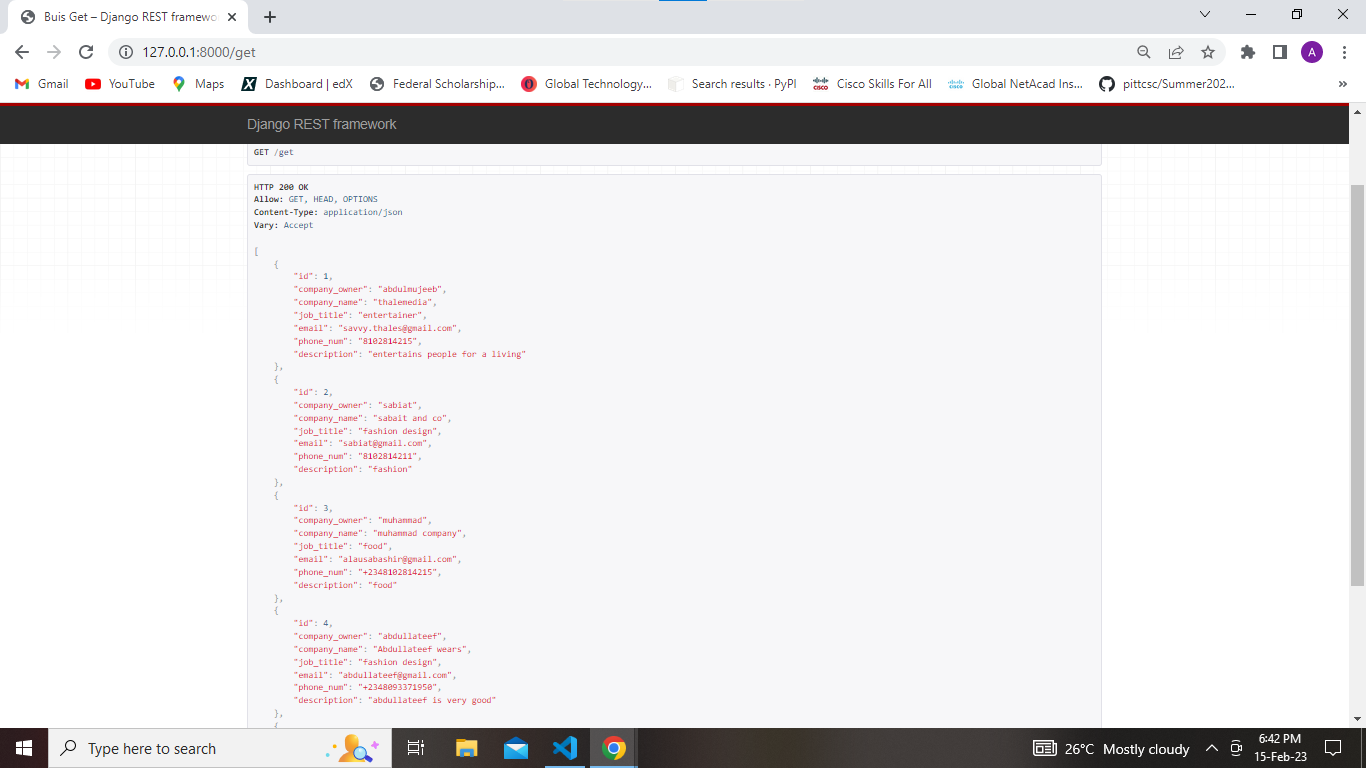 Buis Get – Django REST framewo
127.0.0.1:8000/get
A
Gmail
YouTube
Maps
Dashboard | edX
Federal Scholarship...
Global Technology...
Search results · PyPI
Cisco Skills For All
Global NetAcad Ins...
pittcsc/Summer202...
»
Django REST framework
GET /get
HTTP 200 OK
Allow: GET, HEAD, OPTIONS
Content-Type: application/json
Vary: Accept
[
{
"id": 1,
"company_owner": "abdulmujeeb",
"company_name": "thalemedia",
"job_title": "entertainer",
"email": "savvy.thales@gmail.com",
"phone_num": "8102814215",
"description": "entertains people for a living"
},
{
"id": 2,
"company_owner": "sabiat",
"company_name": "sabait and co",
"job_title": "fashion design",
"email": "sabiat@gmail.com",
"phone_num": "8102814211",
"description": "fashion"
},
{
"id": 3,
"company_owner": "muhammad",
"company_name": "muhammad company",
"job_title": "food",
"email": "alausabashir@gmail.com",
"phone_num": "+2348102814215",
"description": "food"
},
{
"id": 4,
"company_owner": "abdullateef",
"company_name": "Abdullateef wears",
"job_title": "fashion design",
"email": "abdullateef@gmail.com",
"phone_num": "+2348093371950",
"description": "abdullateef is very good"
},
{
Type here to search
26°C Mostly cloudy
6:42 PM
15-Feb-23